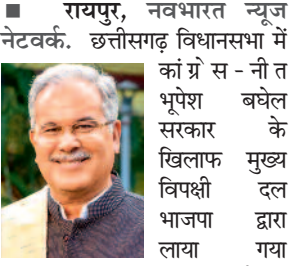 ■ रायपुर, नवभारत न्यूज
नेटवर्क. छत्तीसगढ़ विधानसभा में
कांग्रेस-नीत
भूपेश बघेल
सरकार के
खिलाफ मुख्य
विपक्षी दल
भाजपा द्वारा
लाया गया